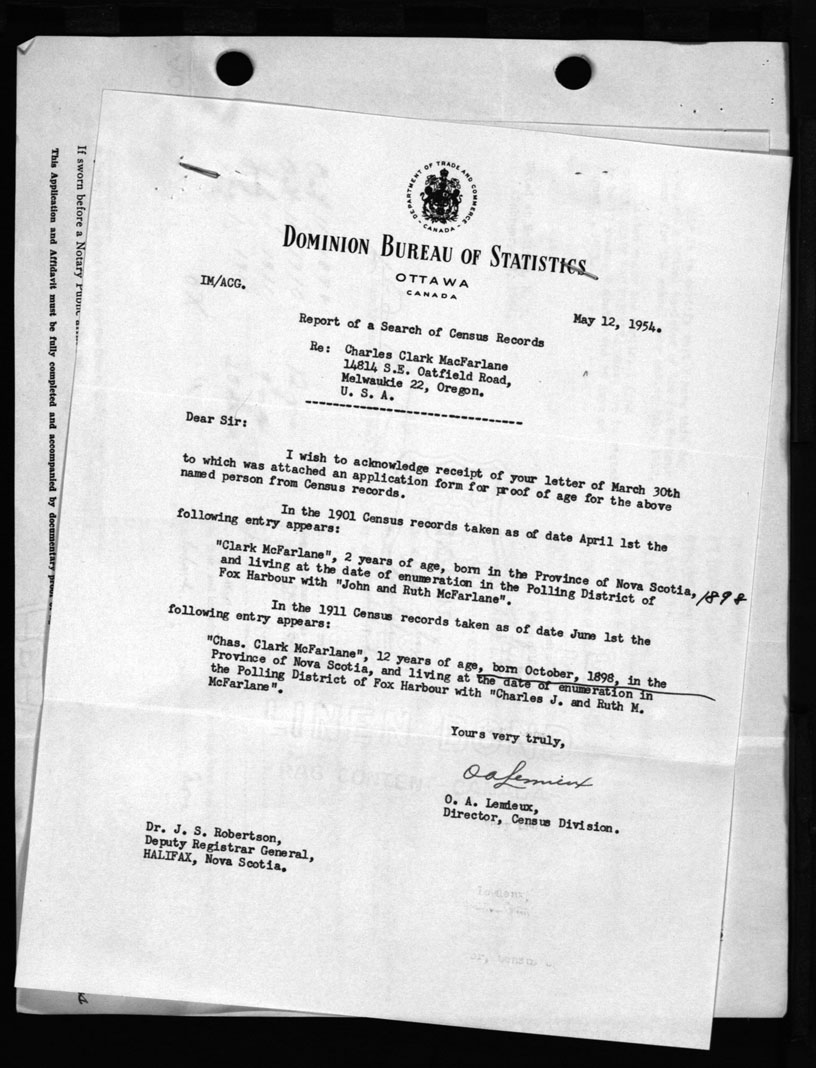 If sworn before a Notary Public
This Application and Affidavit must be fully completed and accompanied by documentary
DEPARTMENT OF TRADE AND COMMERCE
- CANADA -
DOMINION BUREAU OF STATISTICS
OTTAWA
CANADA
IM/ACG.
May 12, 1954.
Report of a Search of Census Records
Re: Charles Clark MacFarlane
14814 S.E. Oatfield Road,
Melwaukie 22, Oregon.
U. S. A.
Dear Sir:
I wish to acknowledge receipt of your letter of March 30th
to which was attached an application form for proof of age for the above
named person from Census records.
In the 1901 Census records taken as of date April 1st the
following entry appears:
"Clark McFarlane", 2 years of age, born in the Province of Nova Scotia, 1898
and living at the date of enumeration in the Polling District of
Fox Harbour with "John and Ruth McFarlane".
In the 1911 Census records taken as of date June 1st the
following entry appears:
"Chas. Clark McFarlane", 12 years of age, born October, 1898, in the
Province of Nova Scotia, and living at the date of enumeration in
the Polling District of Fox Harbour with "Charles J. and Ruth M.
McFarlane".
Yours very truly,
O A Lemieux
O. A. Lemieux,
Director, Census Division.
Dr. J. S. Robertson,
Deputy Registrar General,
HALIFAX, Nova Scotia.